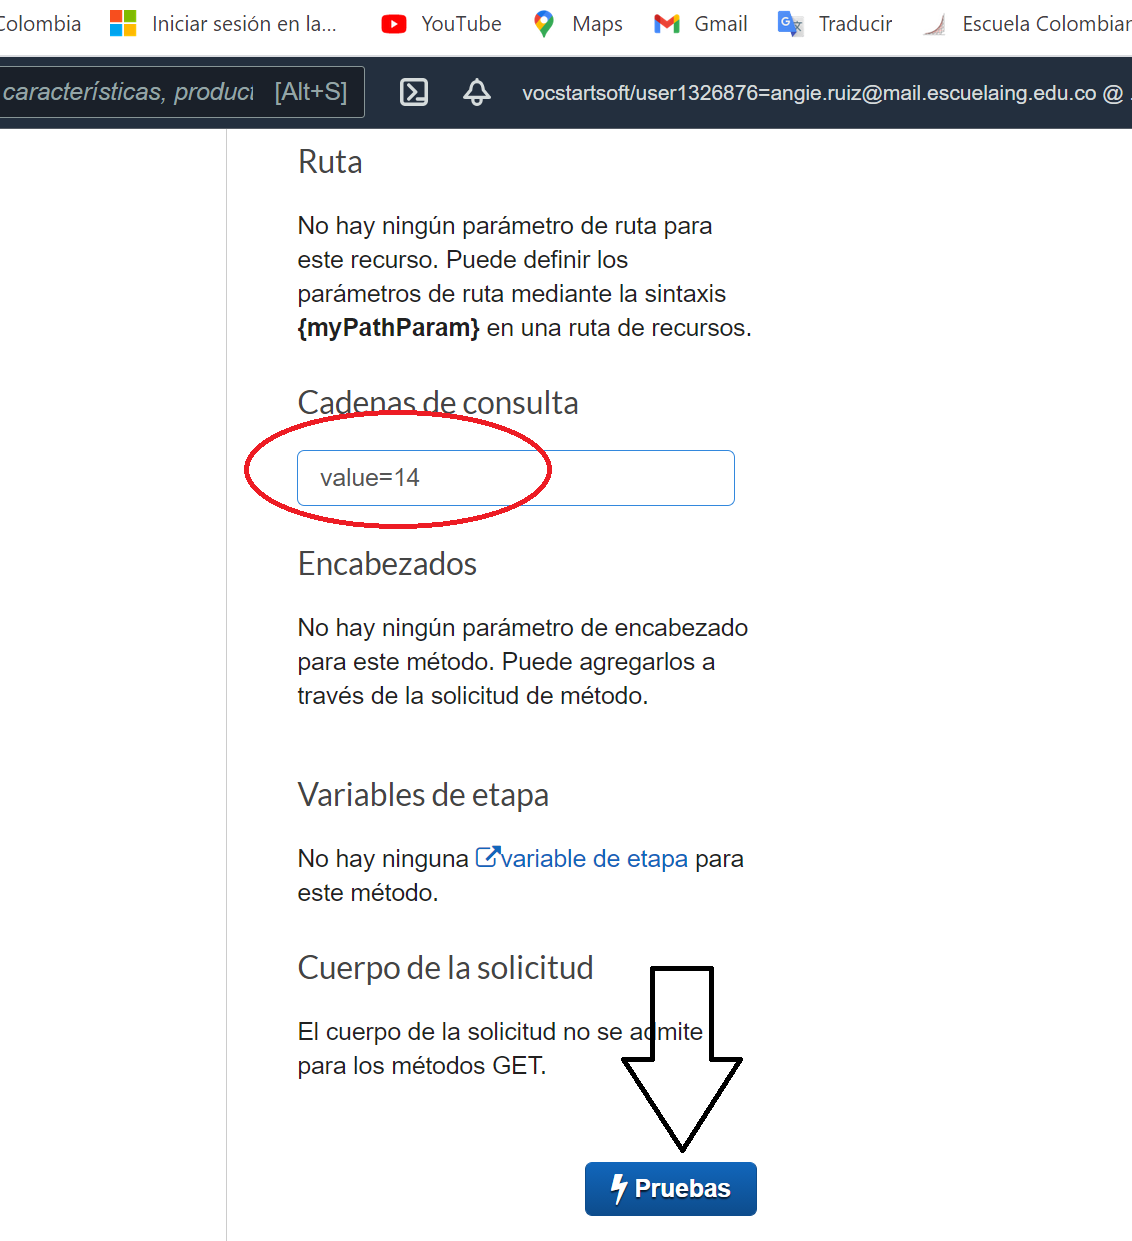 Colombia Iniciar sesión en la... YouTube Maps Gmail Traducir Escuela Colombian
características, product [Alt+S] vocstartsoft/user1326876=angie.ruiz@mail.escuelaing.edu.co @
Ruta
No hay ningún parámetro de ruta para
este recurso. Puede definir los
parámetros de ruta mediante la sintaxis
{myPathParam} en una ruta de recursos.
Cadenas de consulta
value=14
Encabezados
No hay ningún parámetro de encabezado
para este método. Puede agregarlos a
través de la solicitud de método.
Variables de etapa
No hay ninguna variable de etapa para
este método.
Cuerpo de la solicitud
El cuerpo de la solicitud no se admite
para los métodos GET.
Pruebas